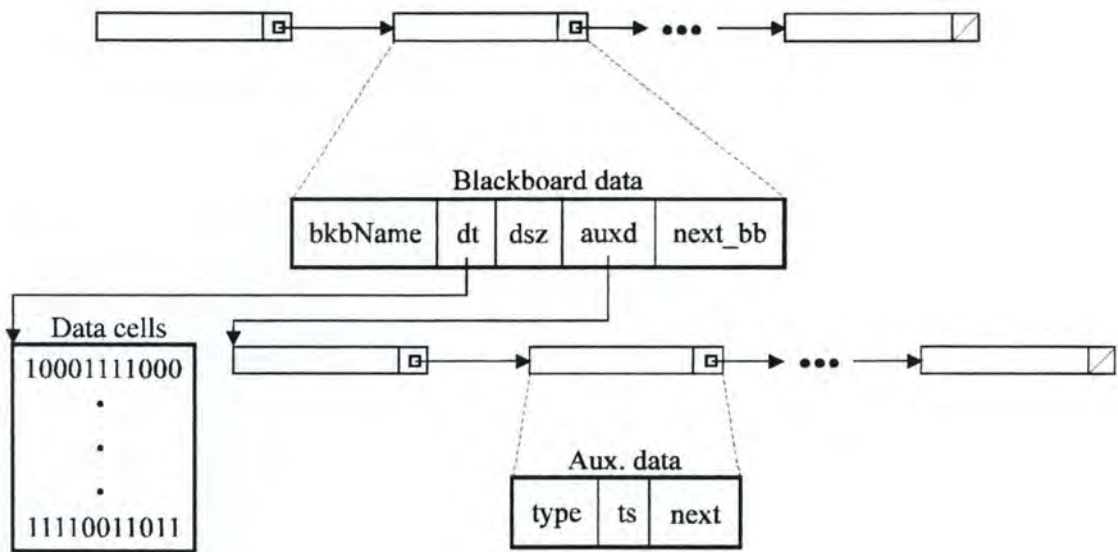 Blackboard data
bkbName dt dsz auxd next_bb
Data cells
10001111000
11110011011
Aux. data
type ts next